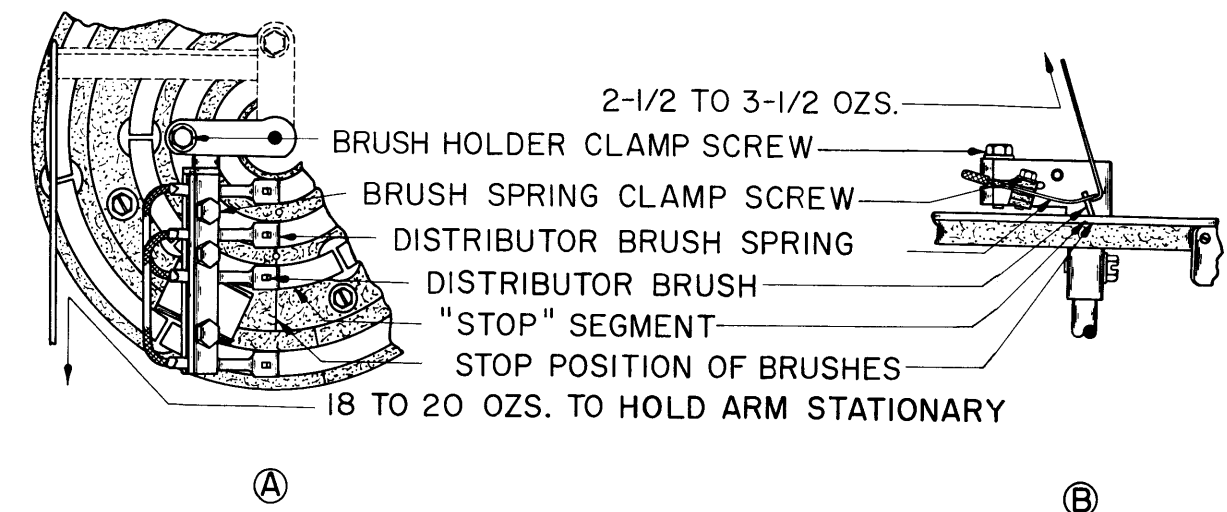 2-1/2 TO 3-1/2 OZS.
BRUSH HOLDER CLAMP SCREW
BRUSH SPRING CLAMP SCREW
DISTRIBUTOR BRUSH SPRING
DISTRIBUTOR BRUSH
"STOP" SEGMENT
STOP POSITION OF BRUSHES
18 TO 20 OZS. TO HOLD ARM STATIONARY
A
B